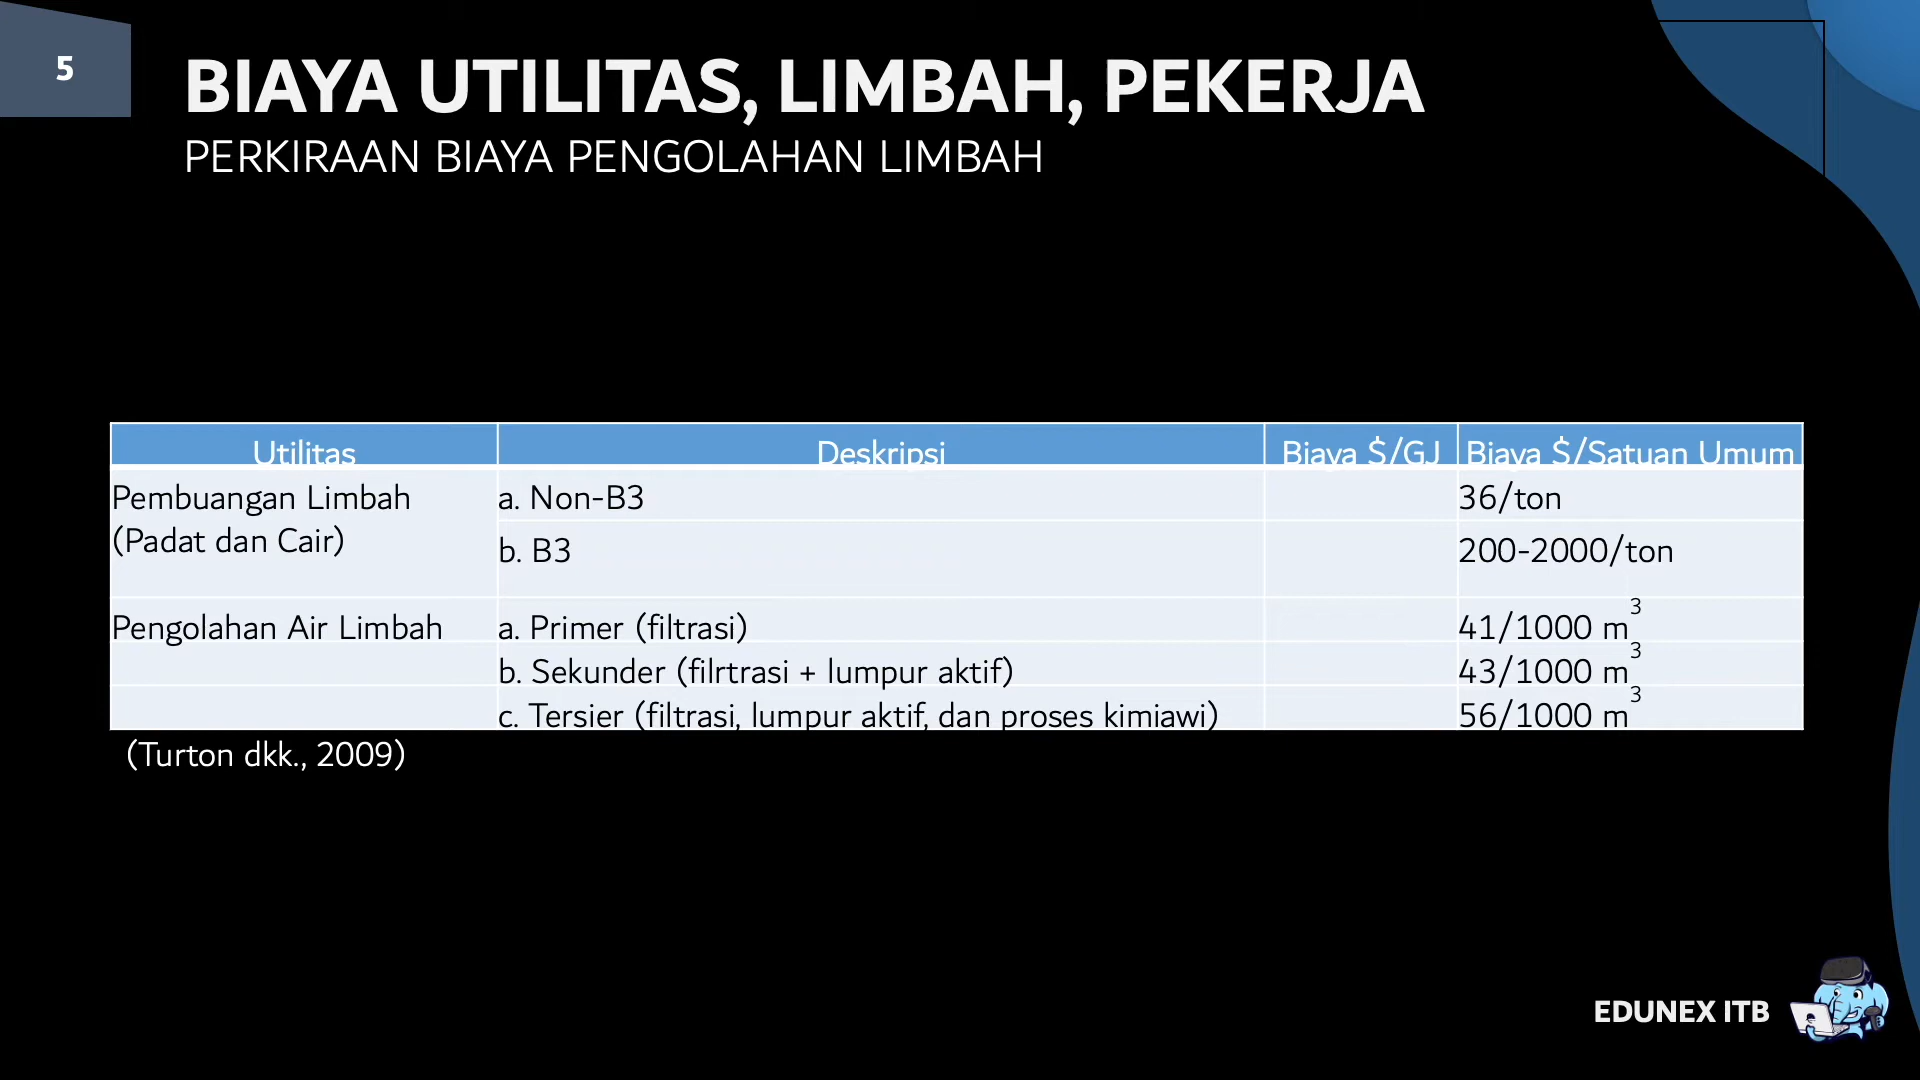 5
BIAYA UTILITAS, LIMBAH, PEKERJA
PERKIRAAN BIAYA PENGOLAHAN LIMBAH
Utilitas Deskripsi Biaya $/GJ Biaya $/Satuan Umum
Pembuangan Limbah (Padat dan Cair) a. Non-B3 36/ton
b. B3 200-2000/ton
Pengolahan Air Limbah a. Primer (filtrasi) 41/1000 m³
b. Sekunder (filrtrasi + lumpur aktif) 43/1000 m³
c. Tersier (filtrasi, lumpur aktif, dan proses kimiawi) 56/1000 m³
(Turton dkk., 2009)
EDUNEX ITB